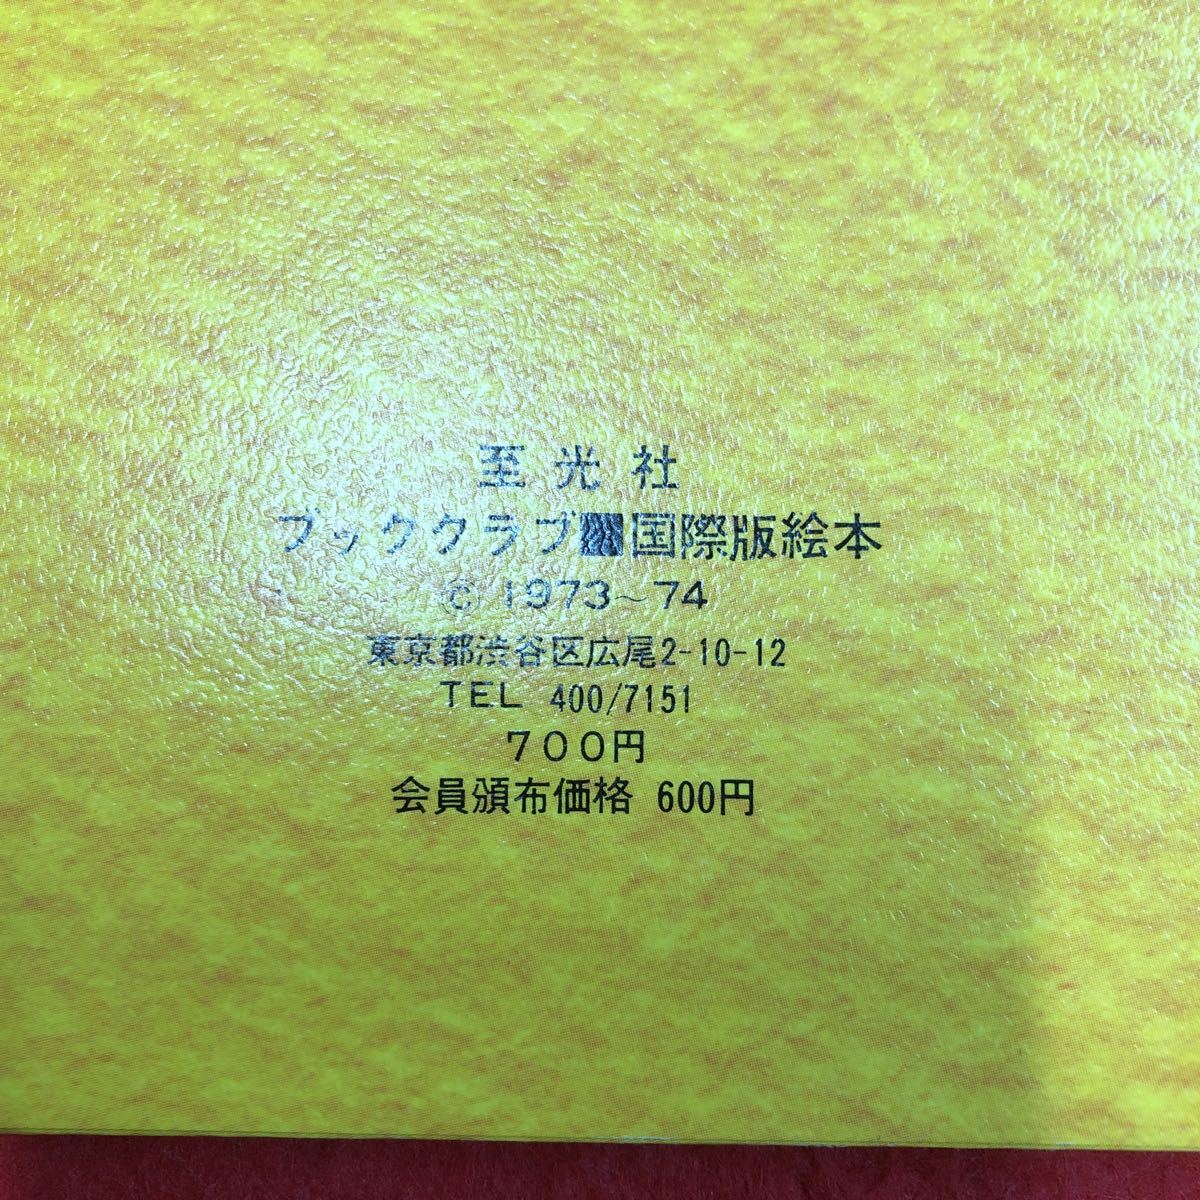 至光社
ブッククラブ■国際版絵本
© 1973〜74
東京都渋谷区広尾2-10-12
TEL 400/7151
700円
会員頒布価格 600円